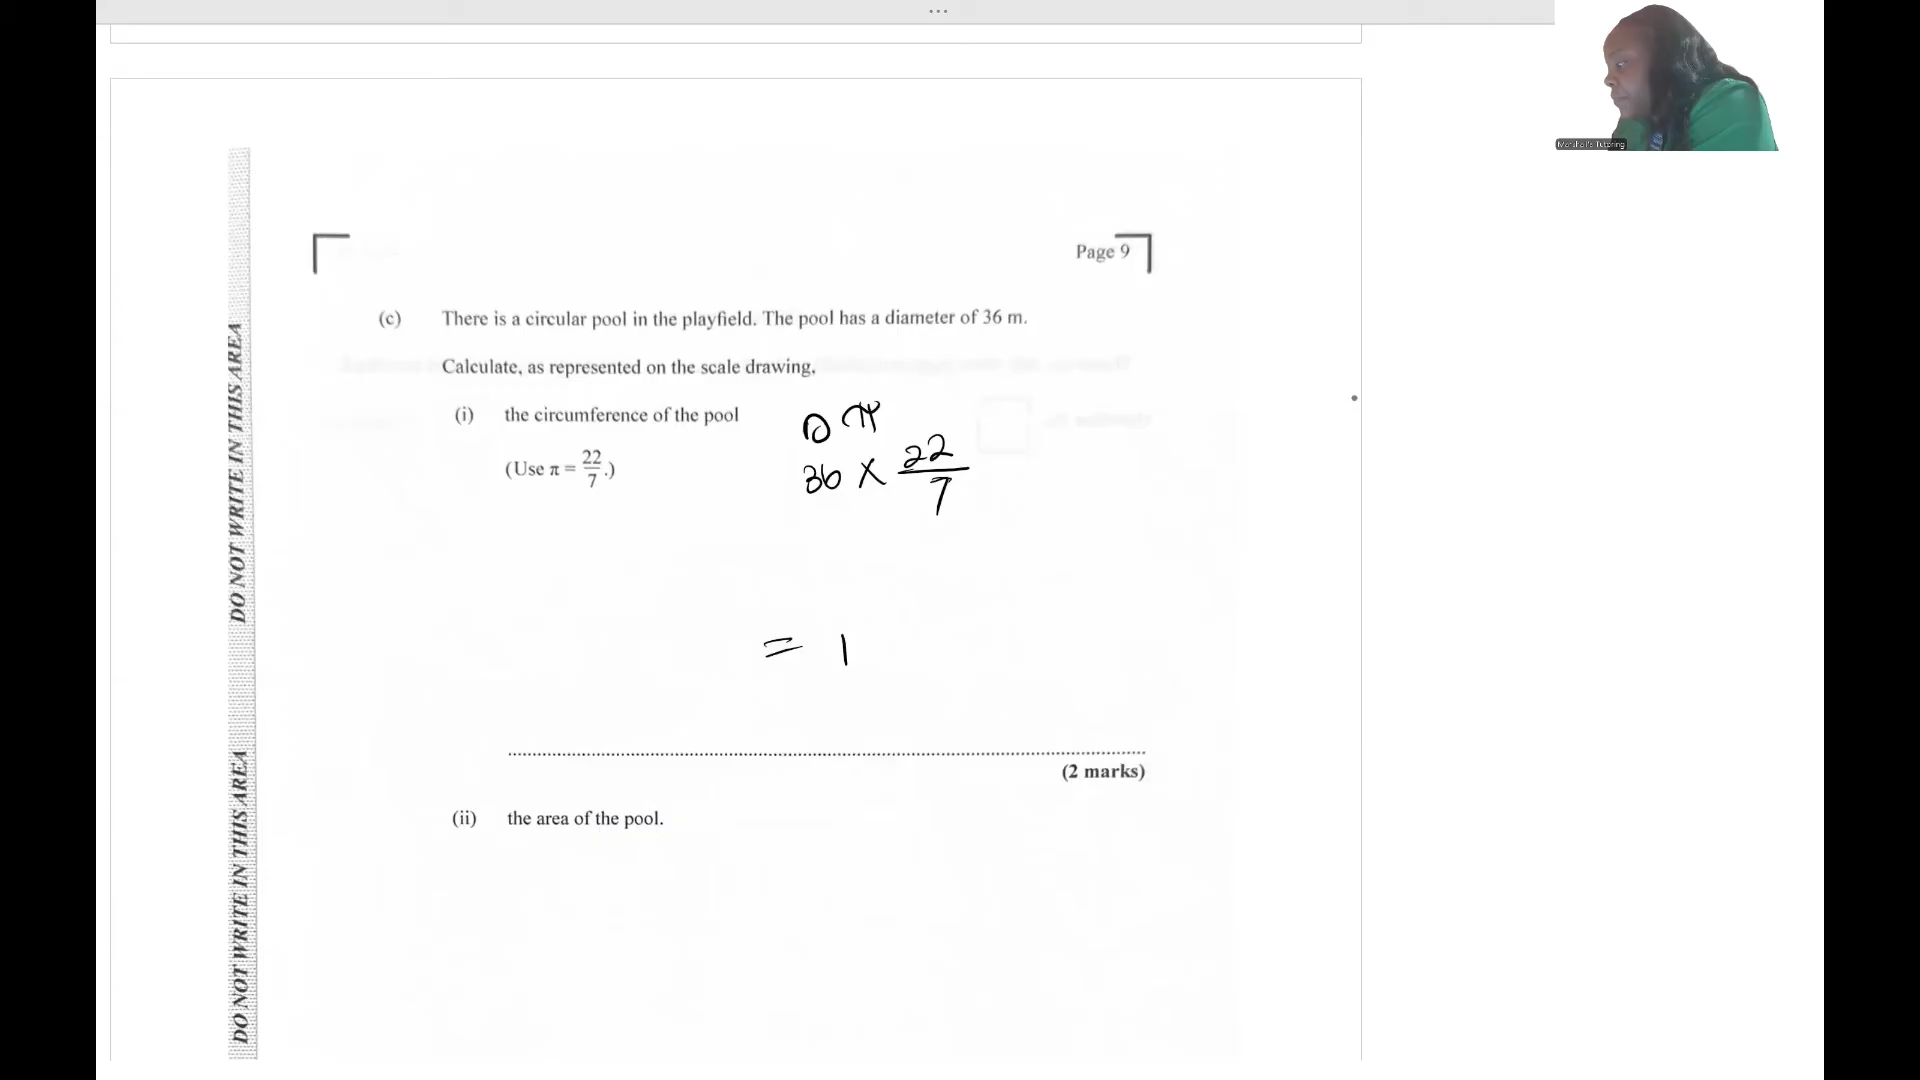 ...
Marshall's Tutoring
Page 9
(c) There is a circular pool in the playfield. The pool has a diameter of 36 m.
Calculate, as represented on the scale drawing,
(i) the circumference of the pool
D π
(Use π = 22/7.)
36 × 22/7
= 1
(2 marks)
(ii) the area of the pool.
DO NOT WRITE IN THIS AREA
DO NOT WRITE IN THIS AREA